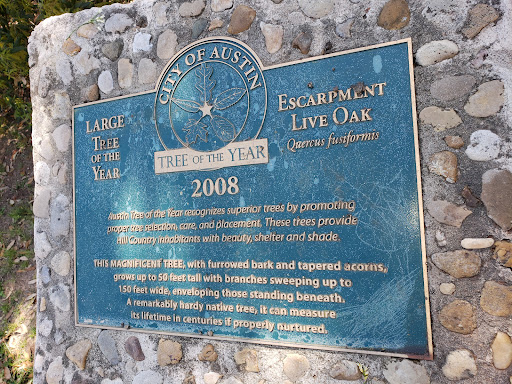 CITY OF AUSTIN
TREE OF THE YEAR
2008
LARGE
TREE
OF THE
YEAR
ESCARPMENT
LIVE OAK
Quercus fusiformis
Austin Tree of the Year recognizes superior trees by promoting
proper tree selection, care, and placement. These trees provide
Hill Country inhabitants with beauty, shelter and shade.
THIS MAGNIFICENT TREE, with furrowed bark and tapered acorns,
grows up to 50 feet tall with branches sweeping up to
150 feet wide, enveloping those standing beneath.
A remarkably hardy native tree, it can measure
its lifetime in centuries if properly nurtured.